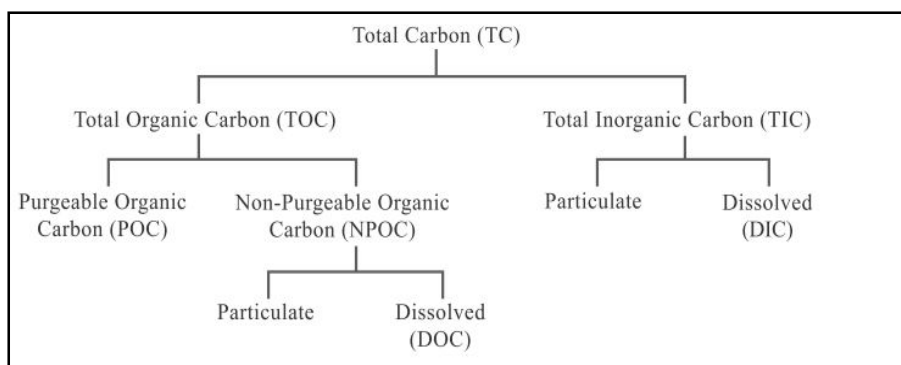 Total Carbon (TC)
Total Organic Carbon (TOC)
Total Inorganic Carbon (TIC)
Purgeable Organic
Carbon (POC)
Non-Purgeable Organic
Carbon (NPOC)
Particulate
Dissolved
(DIC)
Particulate
Dissolved
(DOC)